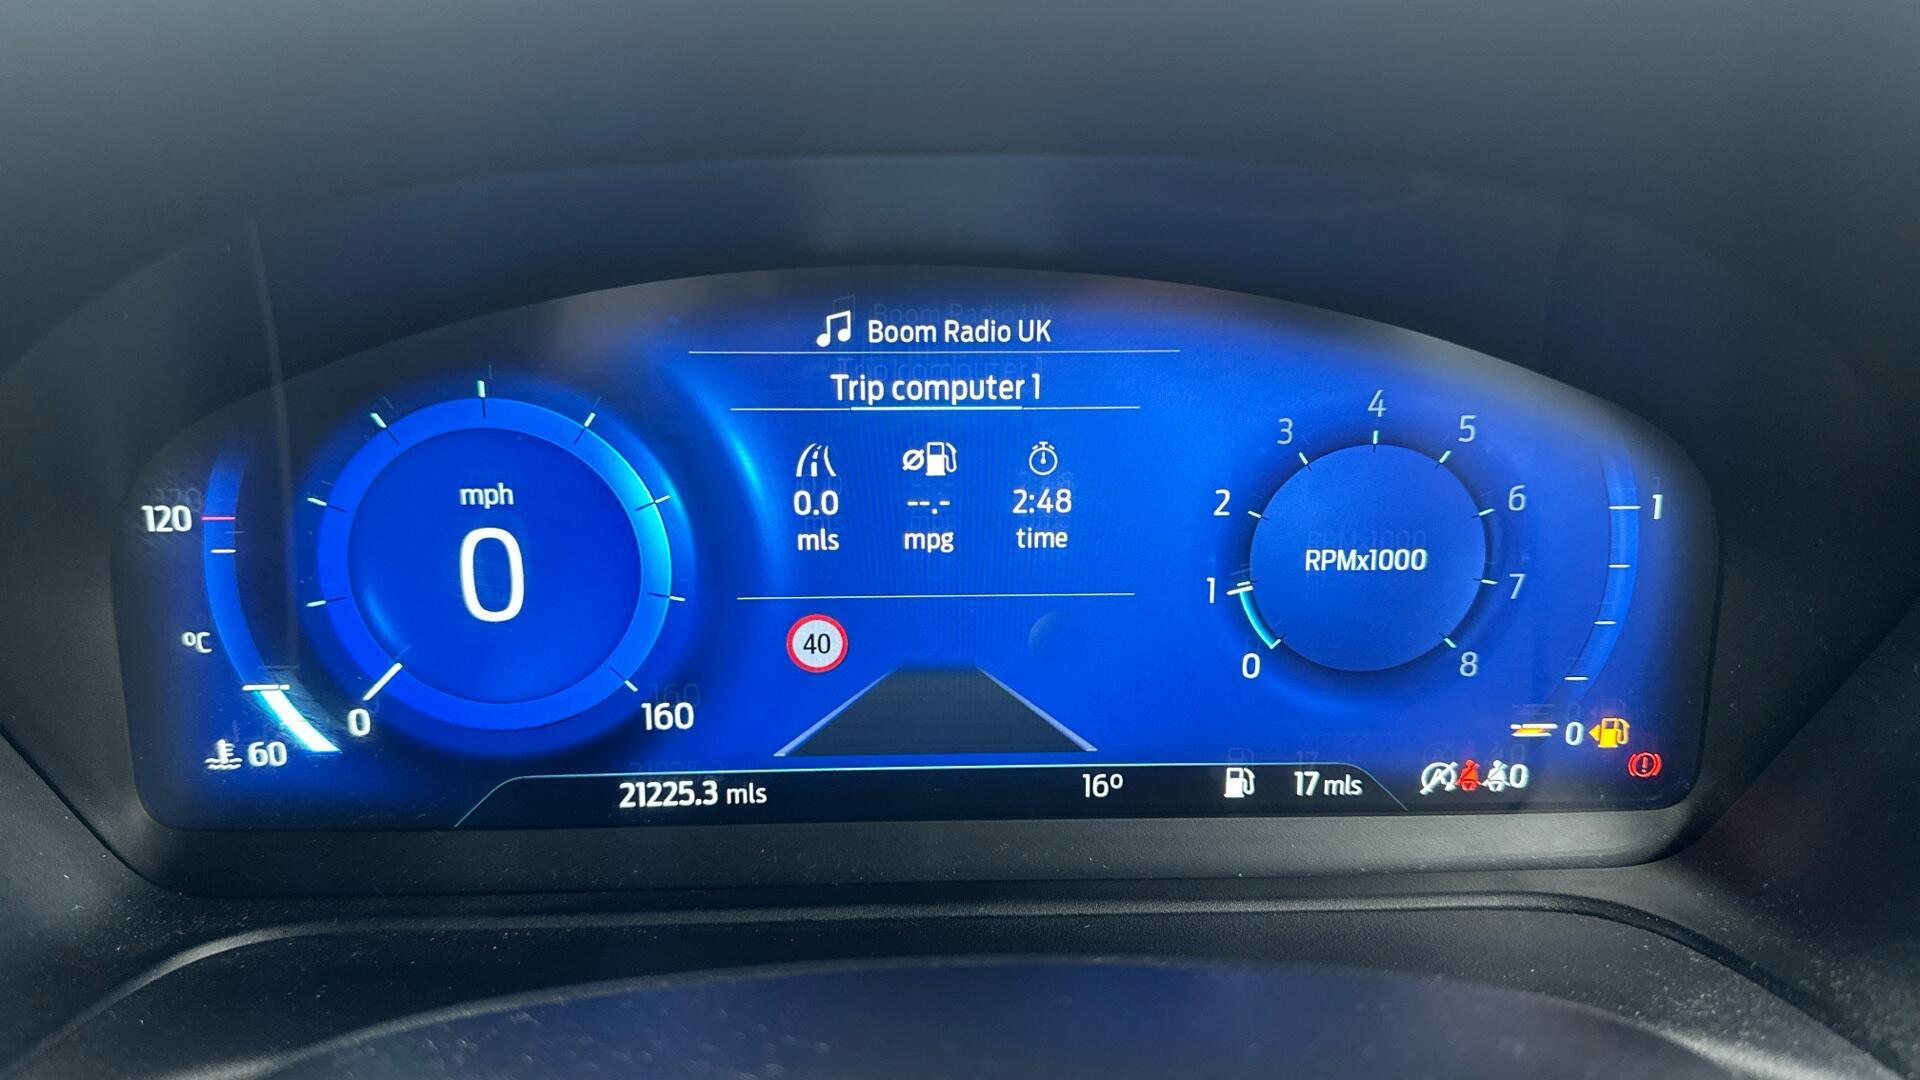 Boom Radio UK
Trip computer 1
0.0 --.- 2:48
mls mpg time
mph
0
0
160
120
ºC
60
40
RPMx1000
0
1
2
3
4
5
6
7
8
1
0
21225.3 mls
16º
17 mls
0